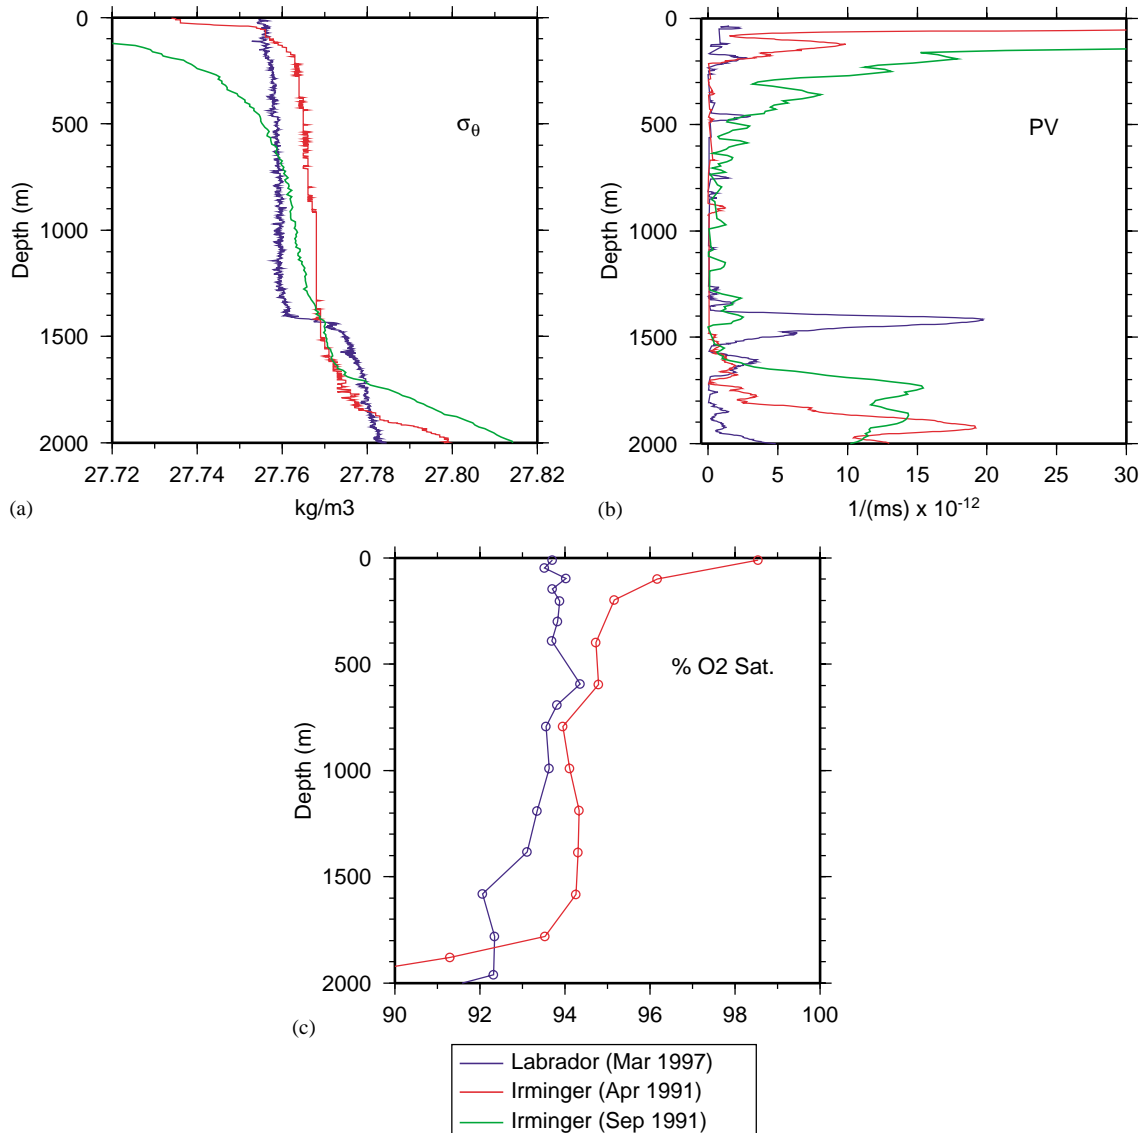 0
500
1000
1500
2000
Depth (m)
σθ
27.72
27.74
27.76
27.78
27.80
27.82
kg/m3
(a)
0
500
1000
1500
2000
Depth (m)
PV
0
5
10
15
20
25
30
1/(ms) x 10⁻¹²
(b)
0
500
1000
1500
2000
Depth (m)
% O2 Sat.
90
92
94
96
98
100
(c)
Labrador (Mar 1997)
Irminger (Apr 1991)
Irminger (Sep 1991)